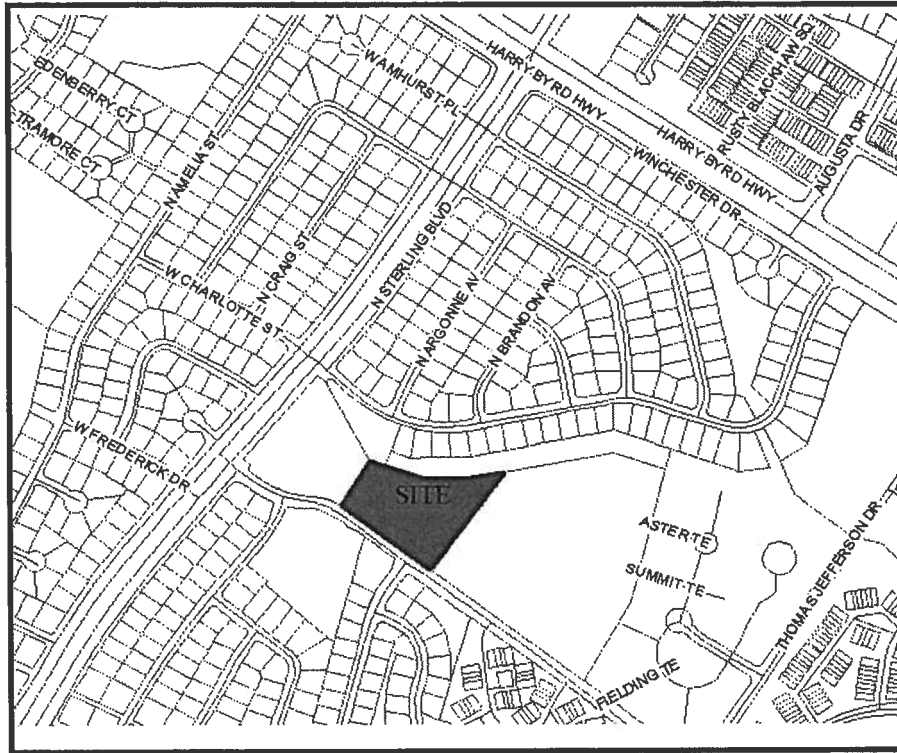 EDENBERRY CT
TRAMORE CT
N AMELIA ST
W AMHURST PL
HARRY BYRD HWY
HARRY BYRD HWY
RUSTY BLACKHAW SQ
AUGUSTA DR
WINCHESTER DR
N STERLING BLVD
N CRAIG ST
W CHARLOTTE ST
N ARGONNE AV
N BRANDON AV
W FREDERICK DR
SITE
ASTER TE
SUMMIT TE
THOMAS JEFFERSON DR
FIELDING TE